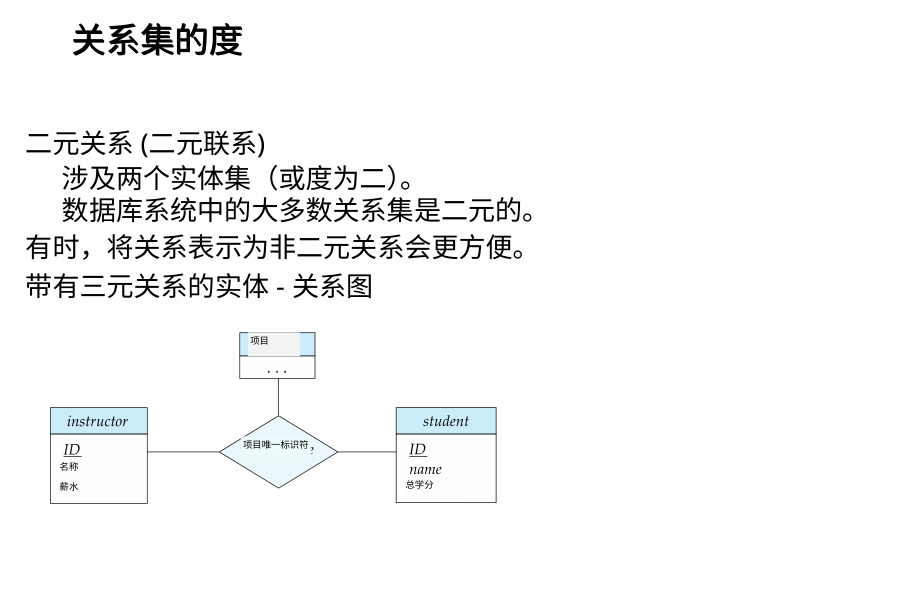 关系集的度
二元关系 (二元联系)
涉及两个实体集（或度为二）。
数据库系统中的大多数关系集是二元的。
有时，将关系表示为非二元关系会更方便。
带有三元关系的实体 - 关系图
项目
. . .
instructor
student
项目唯一标识符
ID
名称
薪水
ID
name
总学分